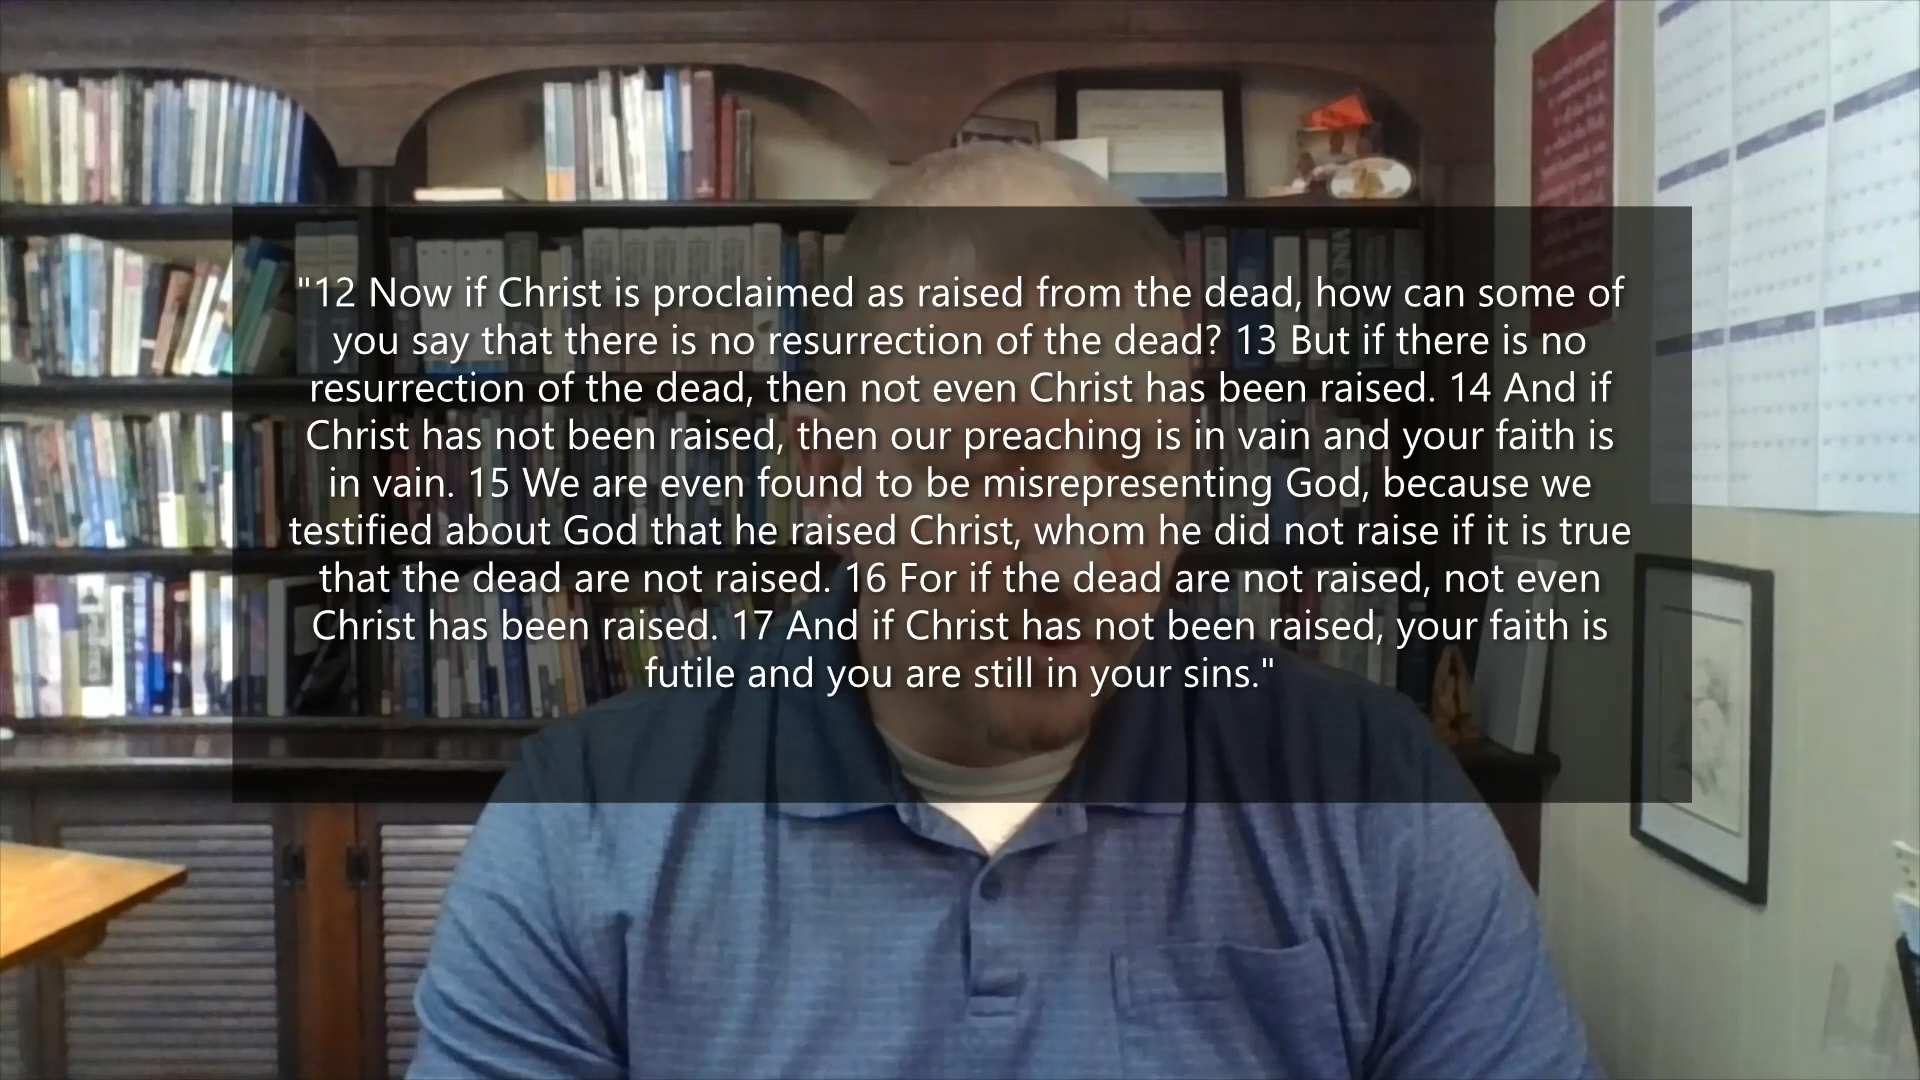 "12 Now if Christ is proclaimed as raised from the dead, how can some of
you say that there is no resurrection of the dead? 13 But if there is no
resurrection of the dead, then not even Christ has been raised. 14 And if
Christ has not been raised, then our preaching is in vain and your faith is
in vain. 15 We are even found to be misrepresenting God, because we
testified about God that he raised Christ, whom he did not raise if it is true
that the dead are not raised. 16 For if the dead are not raised, not even
Christ has been raised. 17 And if Christ has not been raised, your faith is
futile and you are still in your sins."